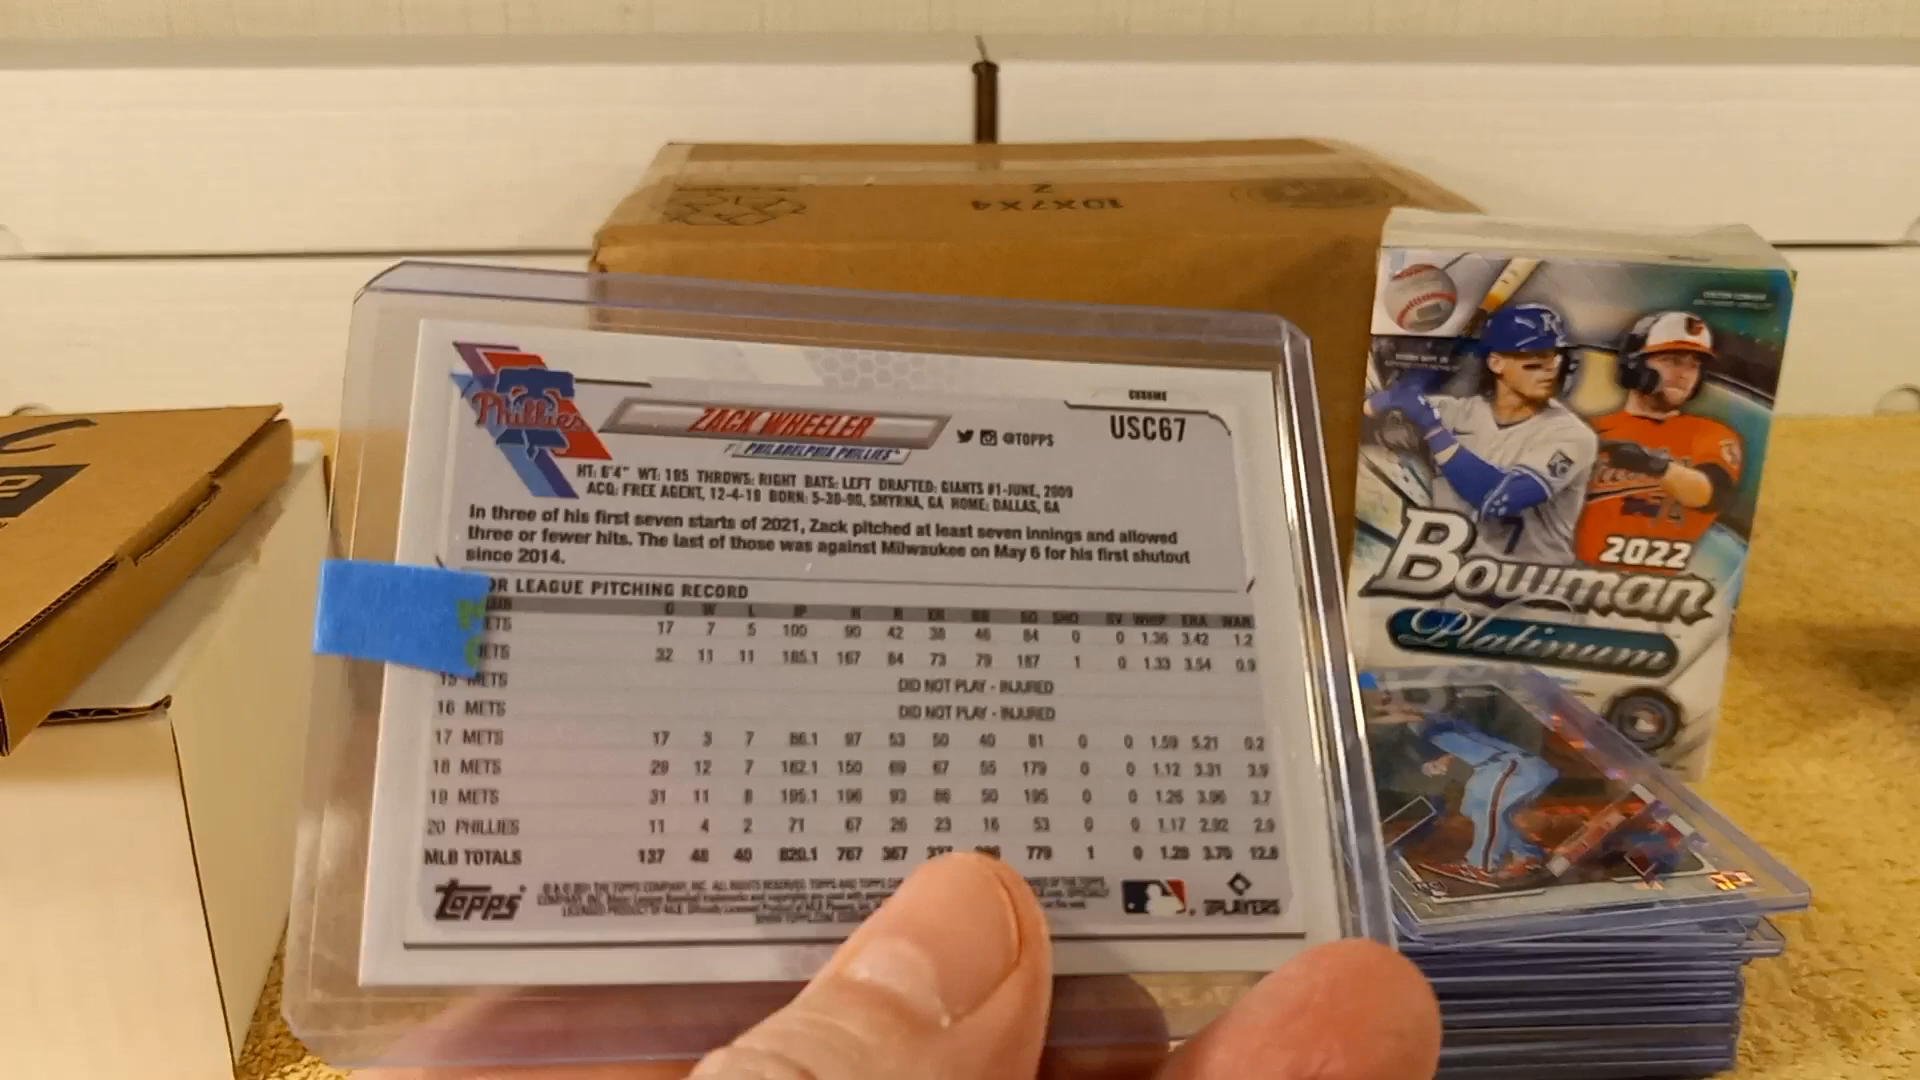 10X7X4
2
CHROME
USC67
Phillies
ZACK WHEELER
PHILADELPHIA PHILLIES
@TOPPS
HT: 6'4" WT: 195 THROWS: RIGHT BATS: LEFT DRAFTED: GIANTS #1-JUNE, 2009
ACQ: FREE AGENT, 12-4-19 BORN: 5-30-90, SMYRNA, GA HOME: DALLAS, GA
In three of his first seven starts of 2021, Zack pitched at least seven innings and allowed
three or fewer hits. The last of those was against Milwaukee on May 6 for his first shutout
since 2014.
OR LEAGUE PITCHING RECORD
G W L IP H R ER BB SO SHO SV WHIP ERA WAR
ETS 17 7 5 100 90 42 38 46 84 0 0 1.36 3.42 1.2
METS 32 11 11 185.1 167 84 73 79 187 1 0 1.33 3.54 0.9
15 METS DID NOT PLAY - INJURED
16 METS DID NOT PLAY - INJURED
17 METS 17 3 7 86.1 97 53 50 40 81 0 0 1.59 5.21 0.2
18 METS 29 12 7 182.1 150 69 67 55 179 0 0 1.12 3.31 3.9
19 METS 31 11 8 195.1 196 93 86 50 195 0 0 1.26 3.96 3.7
20 PHILLIES 11 4 2 71 67 26 23 16 53 0 0 1.17 2.92 2.9
MLB TOTALS 137 48 40 820.1 767 367 779 1 0 1.28 3.70 12.8
Topps
PLAYERS
2022
Bowman
Platinum
7